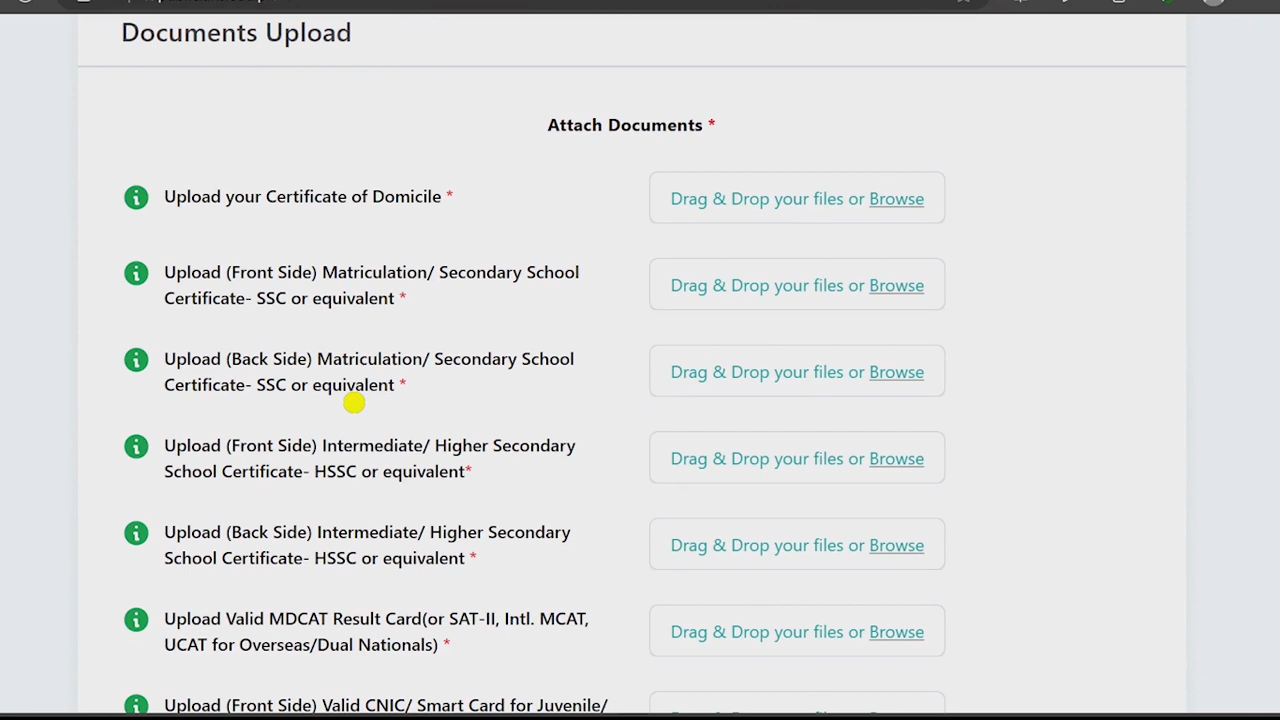 Documents Upload
Attach Documents *
Upload your Certificate of Domicile *
Drag & Drop your files or Browse
Upload (Front Side) Matriculation/ Secondary School
Certificate- SSC or equivalent *
Drag & Drop your files or Browse
Upload (Back Side) Matriculation/ Secondary School
Certificate- SSC or equivalent *
Drag & Drop your files or Browse
Upload (Front Side) Intermediate/ Higher Secondary
School Certificate- HSSC or equivalent*
Drag & Drop your files or Browse
Upload (Back Side) Intermediate/ Higher Secondary
School Certificate- HSSC or equivalent *
Drag & Drop your files or Browse
Upload Valid MDCAT Result Card(or SAT-II, Intl. MCAT,
UCAT for Overseas/Dual Nationals) *
Drag & Drop your files or Browse
Upload (Front Side) Valid CNIC/ Smart Card for Juvenile/